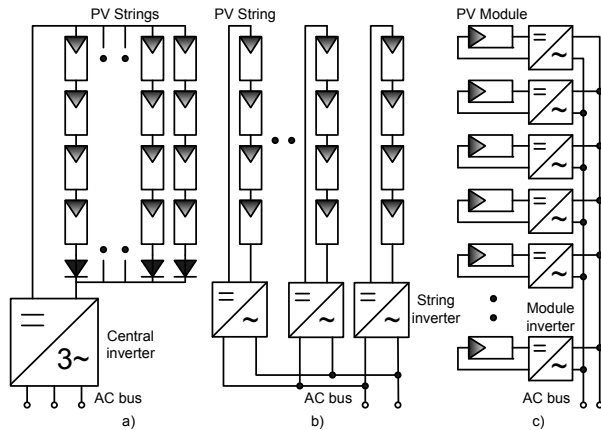 PV Strings
PV String
PV Module
Central
inverter
3~
String
inverter
Module
inverter
AC bus
AC bus
AC bus
a)
b)
c)